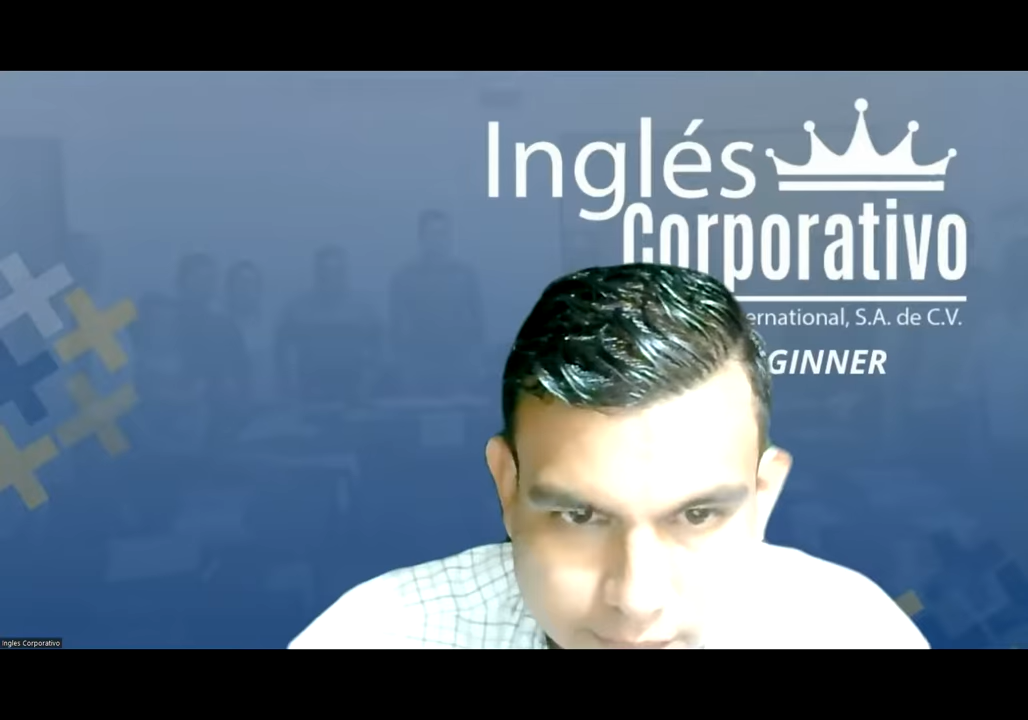 Inglés
Corporativo
ernational, S.A. de C.V.
GINNER
Ingles Corporativo